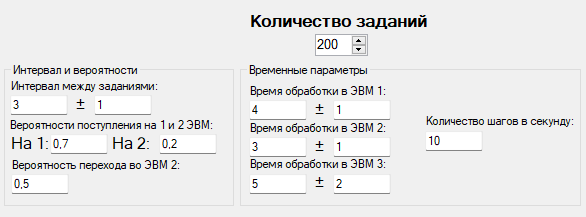 Количество заданий
200
Интервал и вероятности
Интервал между заданиями:
3 ± 1
Вероятности поступления на 1 и 2 ЭВМ:
На 1: 0,7 На 2: 0,2
Вероятность перехода во ЭВМ 2:
0,5
Временные параметры
Время обработки в ЭВМ 1:
4 ± 1
Время обработки в ЭВМ 2:
3 ± 1
Время обработки в ЭВМ 3:
5 ± 2
Количество шагов в секунду:
10